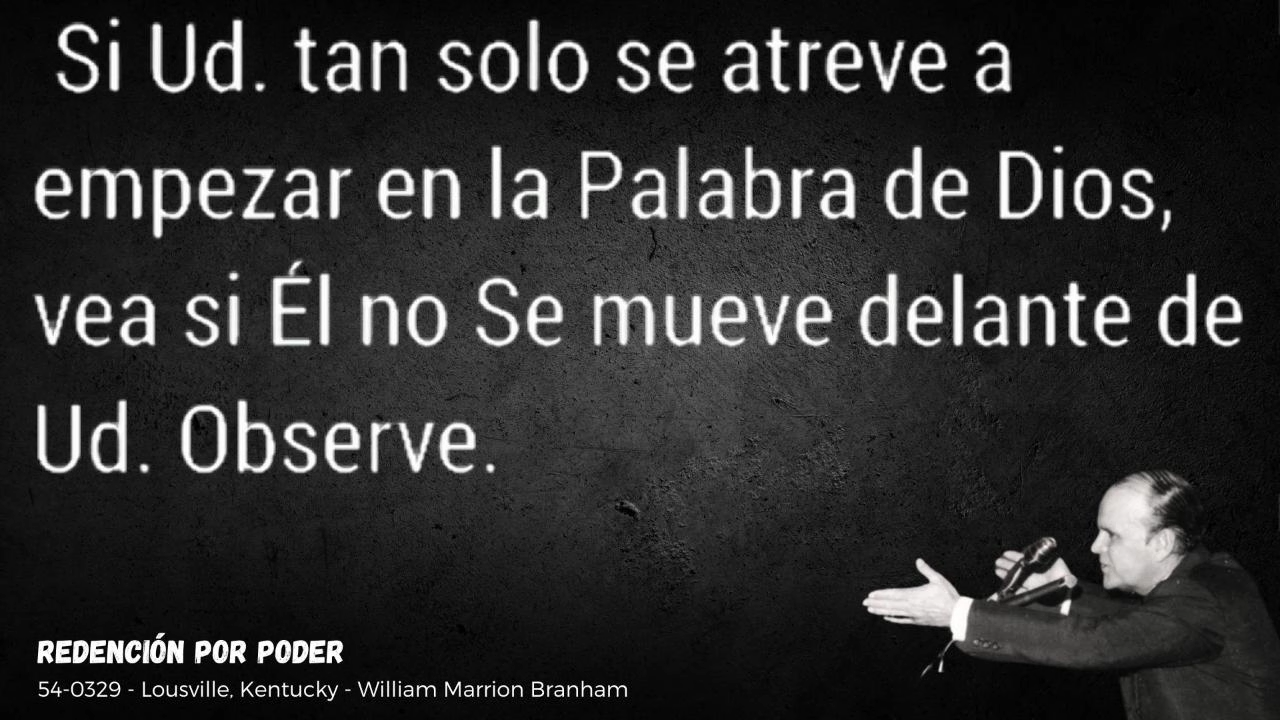 Si Ud. tan solo se atreve a
empezar en la Palabra de Dios,
vea si Él no Se mueve delante de
Ud. Observe.
REDENCIÓN POR PODER
54-0329 - Lousville, Kentucky - William Marrion Branham